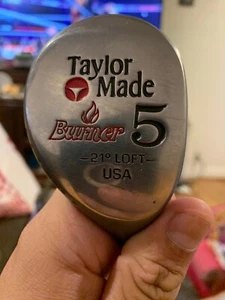 Taylor
Made
Burner 5
-21° LOFT-
USA